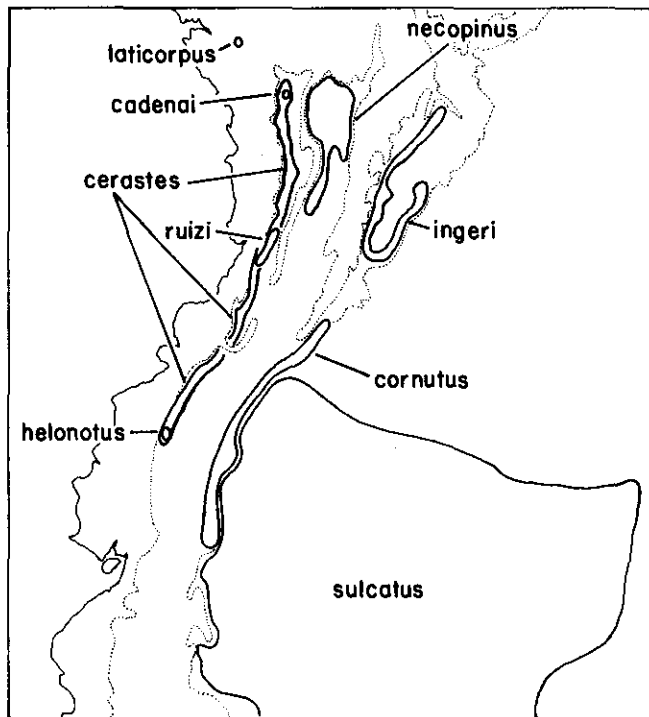 necopinus
laticorpus
cadenai
cerastes
ruizi
ingeri
cornutus
helonotus
sulcatus